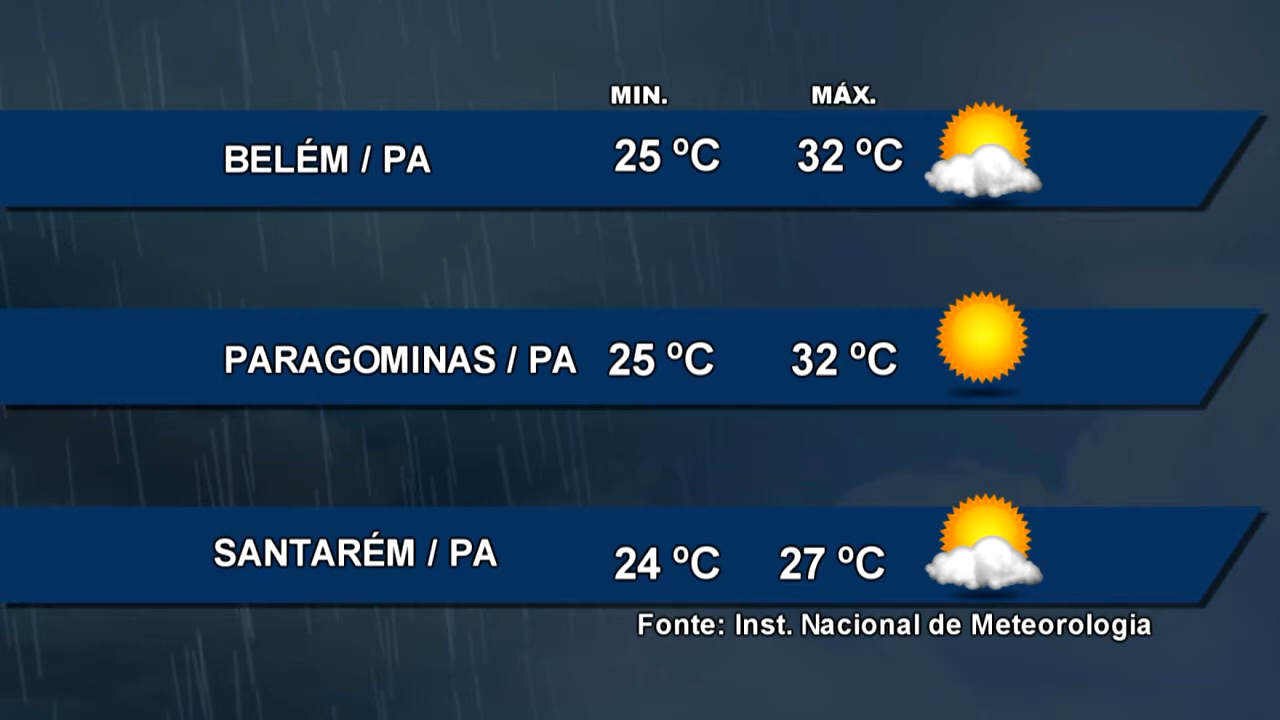 MIN. MÁX.
BELÉM / PA 25 ºC 32 ºC
PARAGOMINAS / PA 25 ºC 32 ºC
SANTARÉM / PA 24 ºC 27 ºC
Fonte: Inst. Nacional de Meteorologia